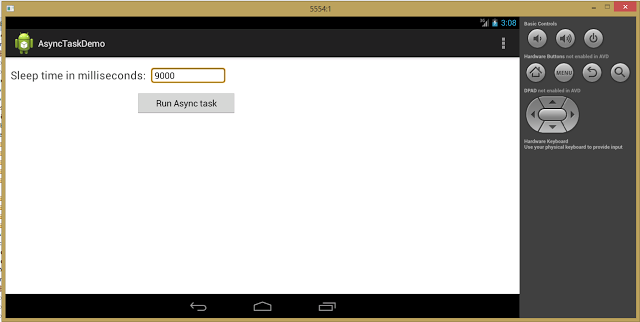 5554:1
3G 3:08
AsyncTaskDemo
Sleep time in milliseconds: 9000
Run Async task
Basic Controls
Hardware Buttons not enabled in AVD
MENU
DPAD not enabled in AVD
Hardware Keyboard
Use your physical keyboard to provide input